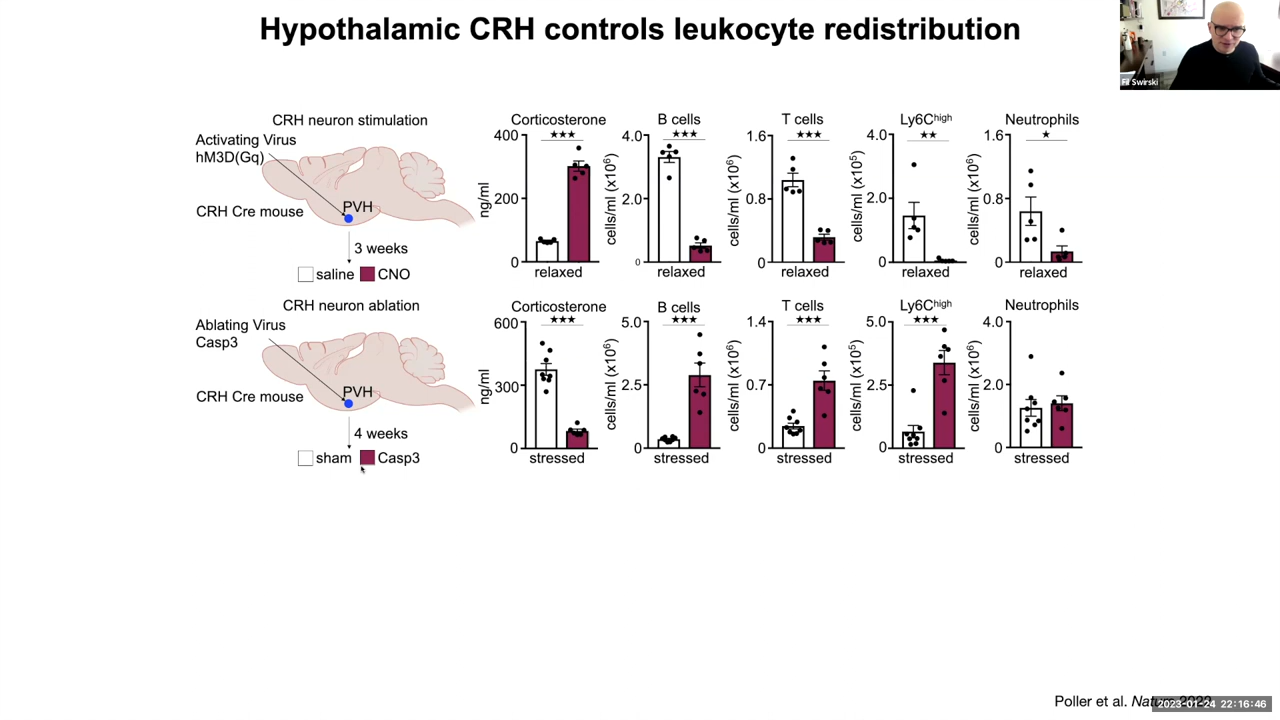 Hypothalamic CRH controls leukocyte redistribution
Fil Swirski
CRH neuron stimulation
Activating Virus
hM3D(Gq)
CRH Cre mouse
PVH
3 weeks
saline CNO
Corticosterone
★★★
ng/ml
400
200
0
relaxed
B cells
★★★
cells/ml (x10⁶)
4.0
2.0
0
relaxed
T cells
★★★
cells/ml (x10⁶)
1.6
0.8
0
relaxed
Ly6Cʰⁱᵍʰ
★★
cells/ml (x10⁵)
4.0
2.0
0
relaxed
Neutrophils
★
cells/ml (x10⁶)
1.6
0.8
0
relaxed
CRH neuron ablation
Ablating Virus
Casp3
CRH Cre mouse
PVH
4 weeks
sham Casp3
Corticosterone
★★★
ng/ml
600
300
0
stressed
B cells
★★★
cells/ml (x10⁶)
5.0
2.5
0
stressed
T cells
★★★
cells/ml (x10⁶)
1.4
0.7
0
stressed
Ly6Cʰⁱᵍʰ
★★★
cells/ml (x10⁵)
5.0
2.5
0
stressed
Neutrophils
cells/ml (x10⁶)
4.0
2.0
0
stressed
Poller et al. Nature 2022
2023-01-24 22:16:46